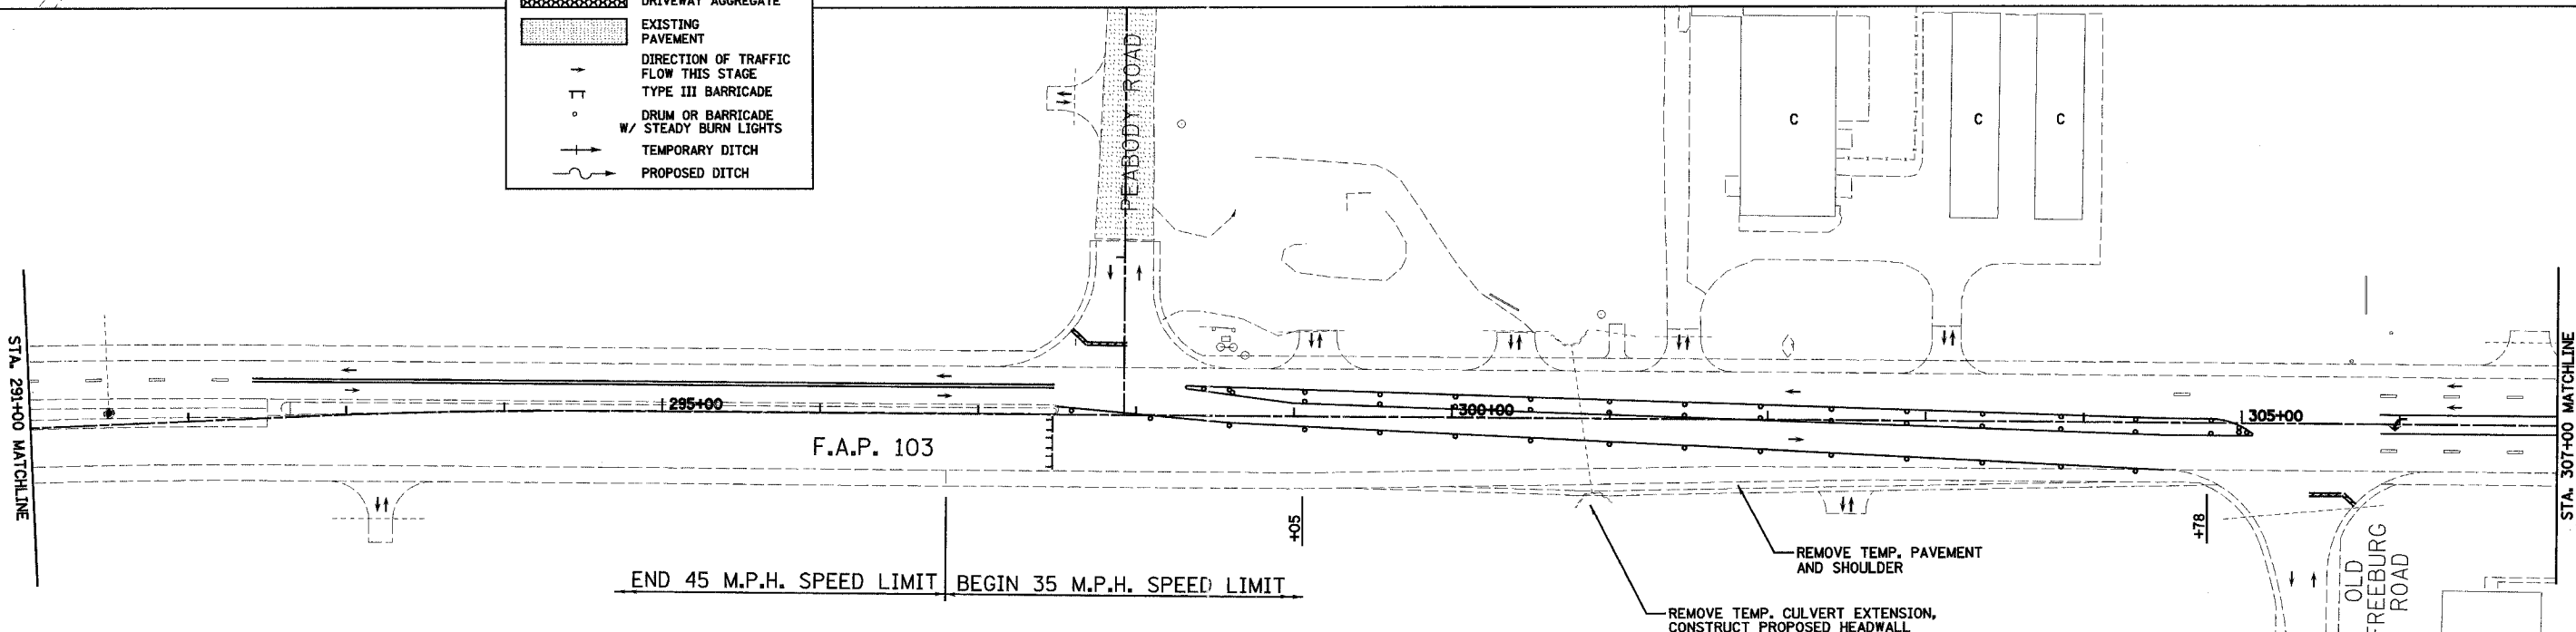 DRIVEWAY AGGREGATE
EXISTING
PAVEMENT
DIRECTION OF TRAFFIC
FLOW THIS STAGE
TYPE III BARRICADE
DRUM OR BARRICADE
W/ STEADY BURN LIGHTS
TEMPORARY DITCH
PROPOSED DITCH
PEABODY ROAD
C
C
C
STA. 291+00 MATCHLINE
295+00
300+00
305+00
STA. 307+00 MATCHLINE
F.A.P. 103
+05
+78
END 45 M.P.H. SPEED LIMIT
BEGIN 35 M.P.H. SPEED LIMIT
REMOVE TEMP. PAVEMENT
AND SHOULDER
REMOVE TEMP. CULVERT EXTENSION,
CONSTRUCT PROPOSED HEADWALL
OLD
FREEBURG
ROAD